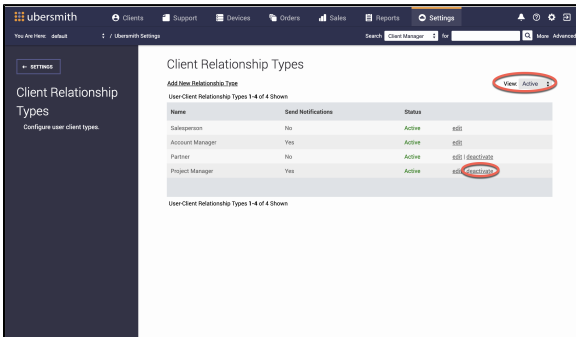 ubersmith
Clients
Support
Devices
Orders
Sales
Reports
Settings
You Are Here: default / Ubersmith Settings
Search Client Manager for
More Advanced
← SETTINGS
Client Relationship
Types
Configure user client types.
Client Relationship Types
Add New Relationship Type
View: Active
User-Client Relationship Types 1-4 of 4 Shown
Name Send Notifications Status
Salesperson No Active edit
Account Manager Yes Active edit
Partner No Active edit | deactivate
Project Manager Yes Active edit | deactivate
User-Client Relationship Types 1-4 of 4 Shown